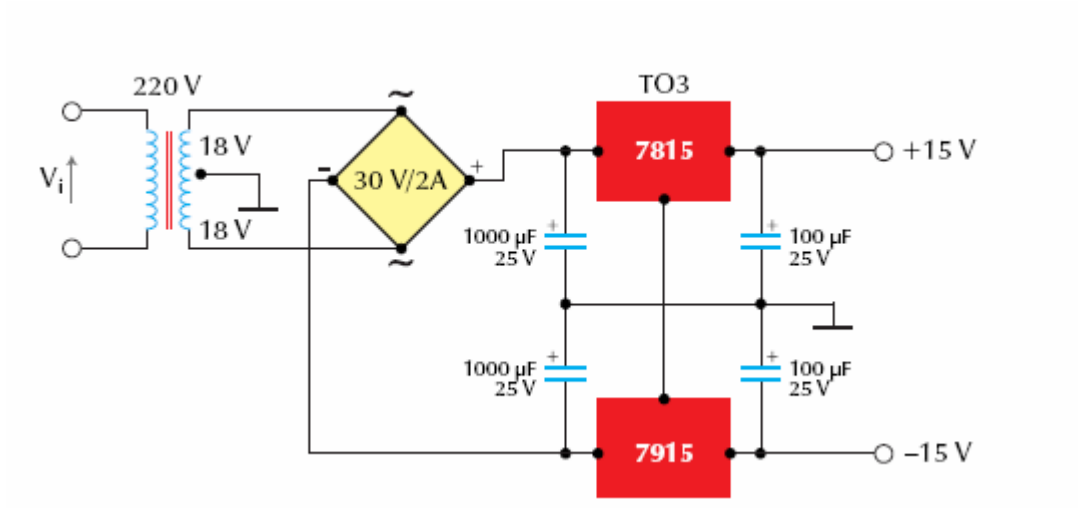 220 V
TO3
~
18 V
7815
+15 V
Vi
-
30 V/2A
+
18 V
+
1000 µF
25 V
+
100 µF
25 V
~
+
1000 µF
25 V
+
100 µF
25 V
7915
–15 V